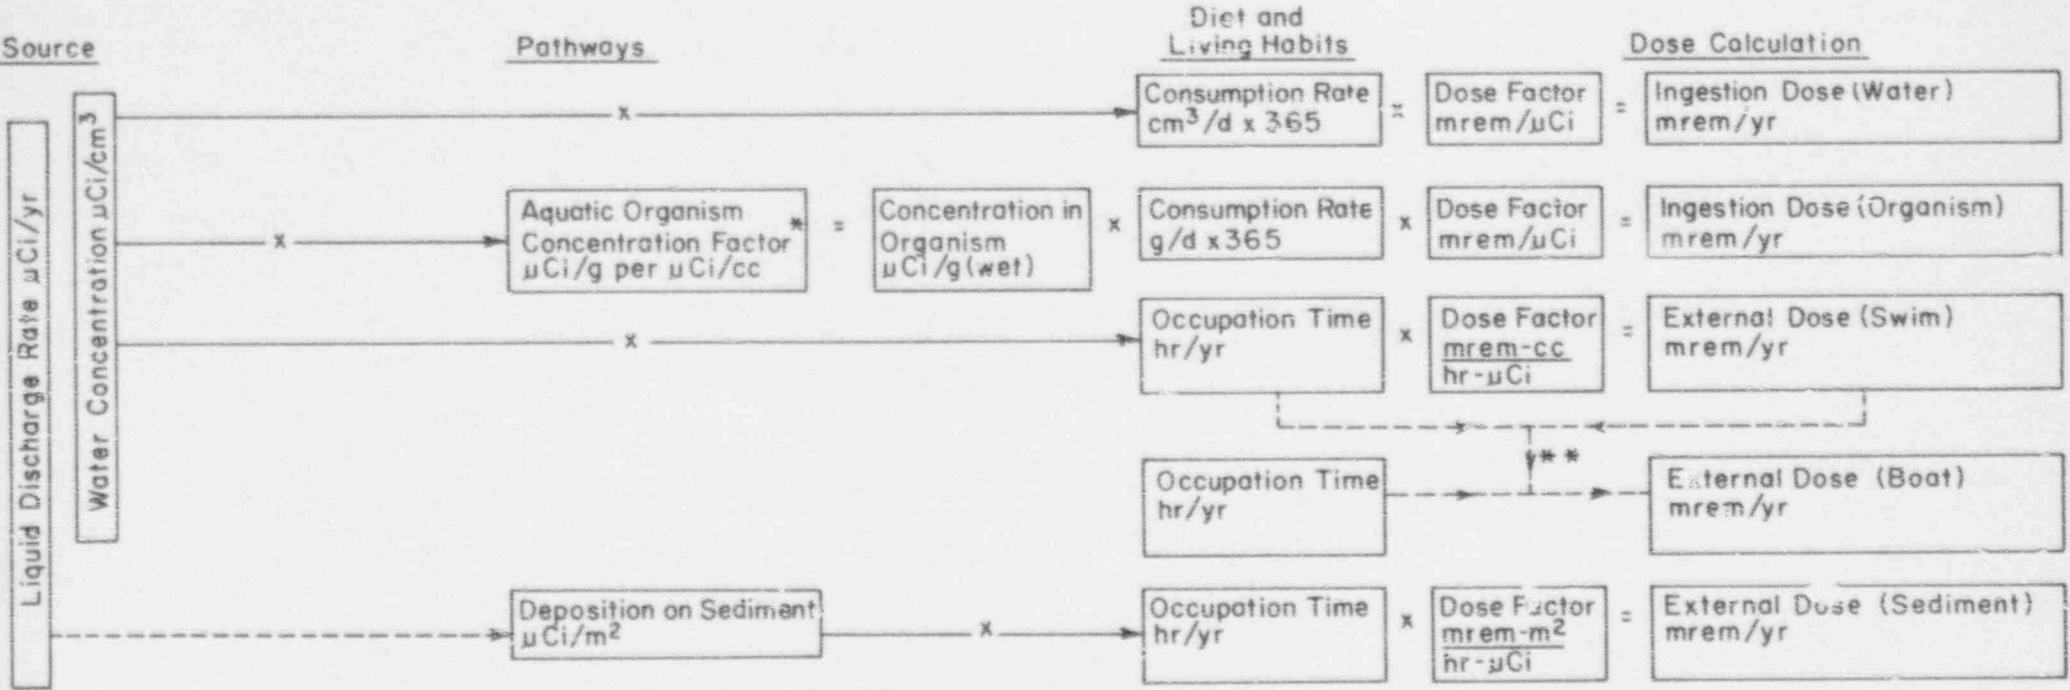 Source
Pathways
Diet and
Living Habits
Dose Calculation
Liquid Discharge Rate µCi/yr
Water Concentration µCi/cm³
x
Consumption Rate
cm³/d x 365
=
Dose Factor
mrem/µCi
=
Ingestion Dose (Water)
mrem/yr
x
Aquatic Organism
Concentration Factor *
µCi/g per µCi/cc
=
Concentration in
Organism
µCi/g (wet)
x
Consumption Rate
g/d x 365
x
Dose Factor
mrem/µCi
=
Ingestion Dose (Organism)
mrem/yr
x
Occupation Time
hr/yr
x
Dose Factor
mrem-cc
hr-µCi
=
External Dose (Swim)
mrem/yr
**
Occupation Time
hr/yr
External Dose (Boat)
mrem/yr
Deposition on Sediment
µCi/m²
x
Occupation Time
hr/yr
x
Dose Factor
mrem-m²
hr-µCi
=
External Dose (Sediment)
mrem/yr